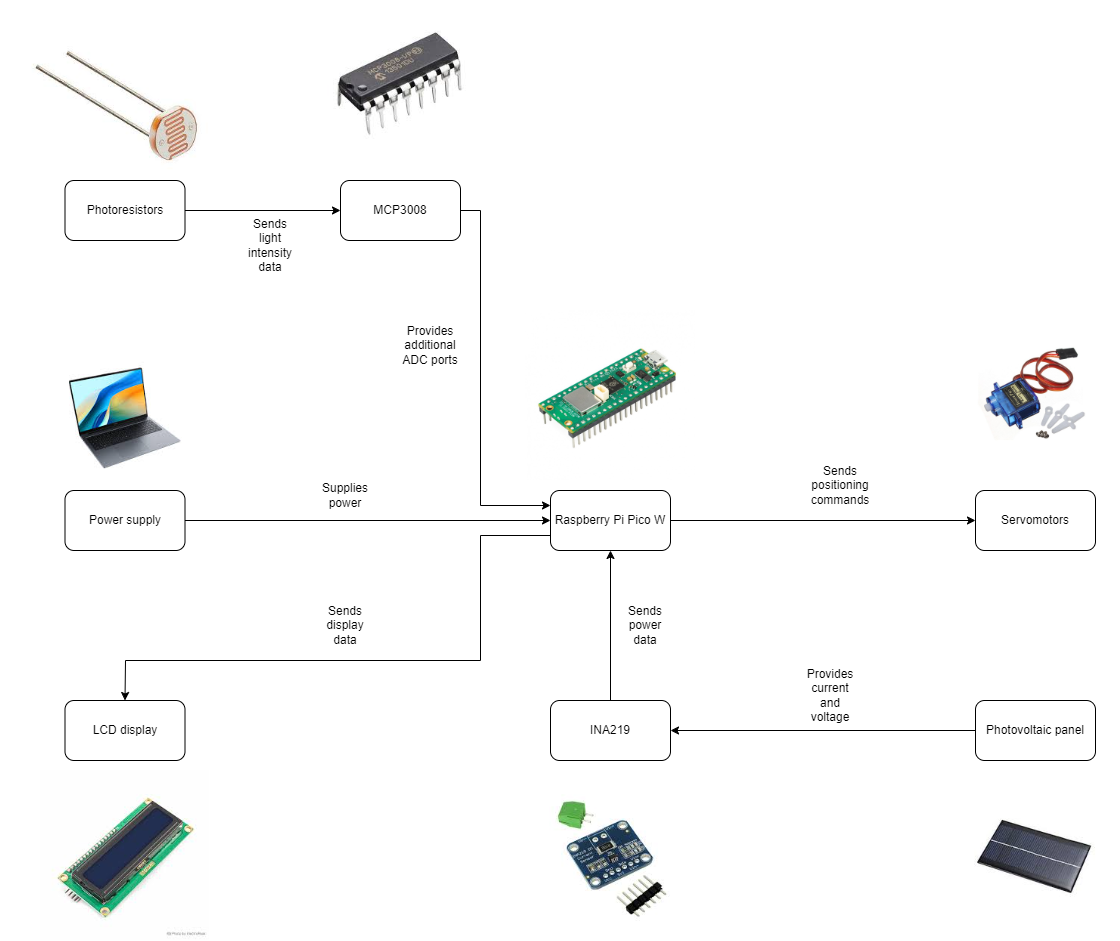 MCP3008-I/P
Photoresistors
MCP3008
Sends
light
intensity
data
Provides
additional
ADC ports
Supplies
power
Sends
positioning
commands
Power supply
Raspberry Pi Pico W
Servomotors
Sends
display
data
Sends
power
data
Provides
current
and
voltage
LCD display
INA219
Photovoltaic panel